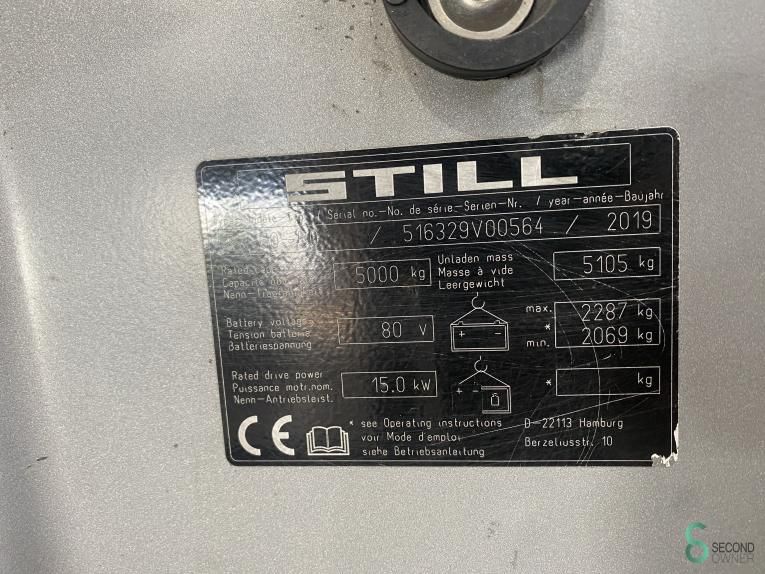 STILL
Serial no.-No. de série-Serien-Nr. / year-année-Baujahr
/ 516329V00564 / 2019
Rated
Capacité
Nenn-
5000 kg
Unladen mass
Masse à vide
Leergewicht
5105 kg
Battery voltage
Tension batterie
Batteriespannung
80 V
+ -
max. 2287 kg
*
min. 2069 kg
Rated drive power
Puissance motr.nom.
Nenn-Antriebsleist.
15.0 kW
+ -
* kg
CE
* see Operating instructions
voir Mode d'emploi
siehe Betriebsanleitung
D-22113 Hamburg
Berzeliusstr. 10
SECOND
OWNER